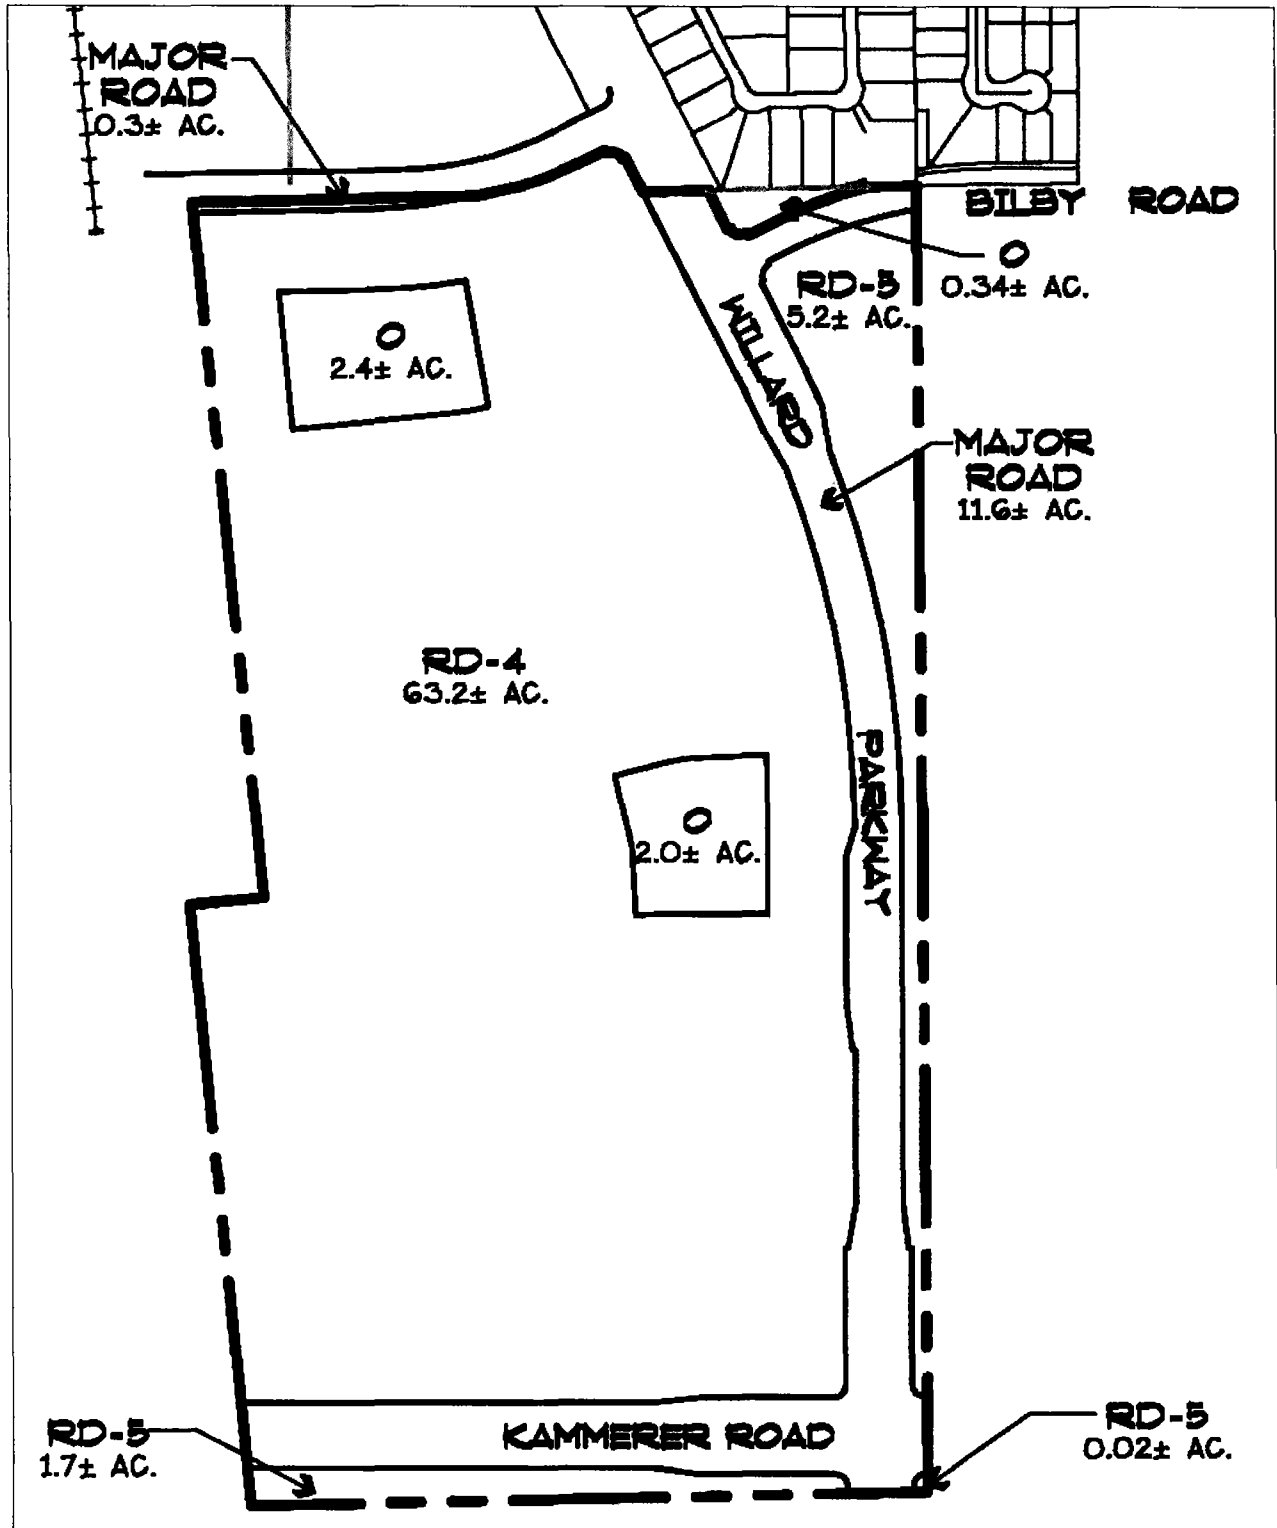 MAJOR
ROAD
0.3± AC.
BILBY ROAD
O
0.34± AC.
RD-5
5.2± AC.
O
2.4± AC.
WILLARD
MAJOR
ROAD
11.6± AC.
RD-4
63.2± AC.
PARKWAY
O
2.0± AC.
RD-5
1.7± AC.
KAMMERER ROAD
RD-5
0.02± AC.